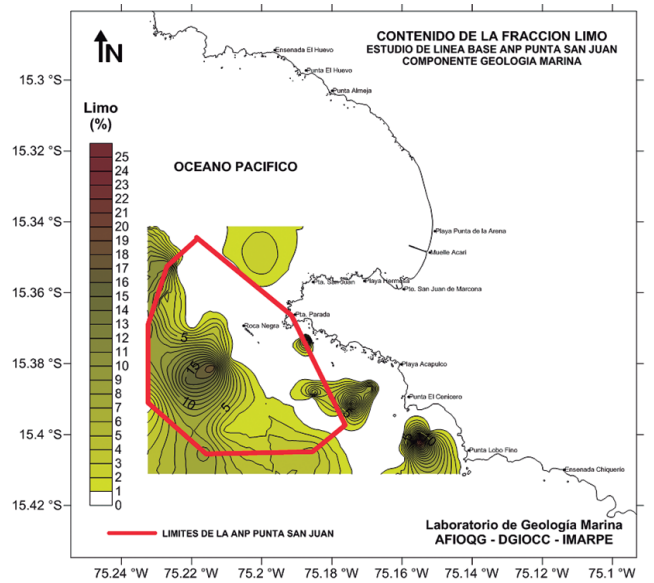 N
CONTENIDO DE LA FRACCION LIMO
ESTUDIO DE LINEA BASE ANP PUNTA SAN JUAN
COMPONENTE GEOLOGIA MARINA
Ensenada El Huevo
Punta El Huevo
Punta Almeja
15.3 °S
15.32 °S
15.34 °S
15.36 °S
15.38 °S
15.4 °S
15.42 °S
Limo
(%)
25
24
23
22
21
20
19
18
17
16
15
14
13
12
11
10
9
8
7
6
5
4
3
2
1
0
OCEANO PACIFICO
Playa Punta de la Arena
Muelle Acari
Pta. San Juan
Playa Hermosa
Pta. San Juan de Marcona
Pta. Parada
Roca Negra
5
15
10
5
Playa Acapulco
Punta El Cenicero
Punta Lobo Fino
Ensenada Chiquerio
LIMITES DE LA ANP PUNTA SAN JUAN
Laboratorio de Geología Marina
AFIOQG - DGIOCC - IMARPE
75.24 °W
75.22 °W
75.2 °W
75.18 °W
75.16 °W
75.14 °W
75.12 °W
75.1 °W